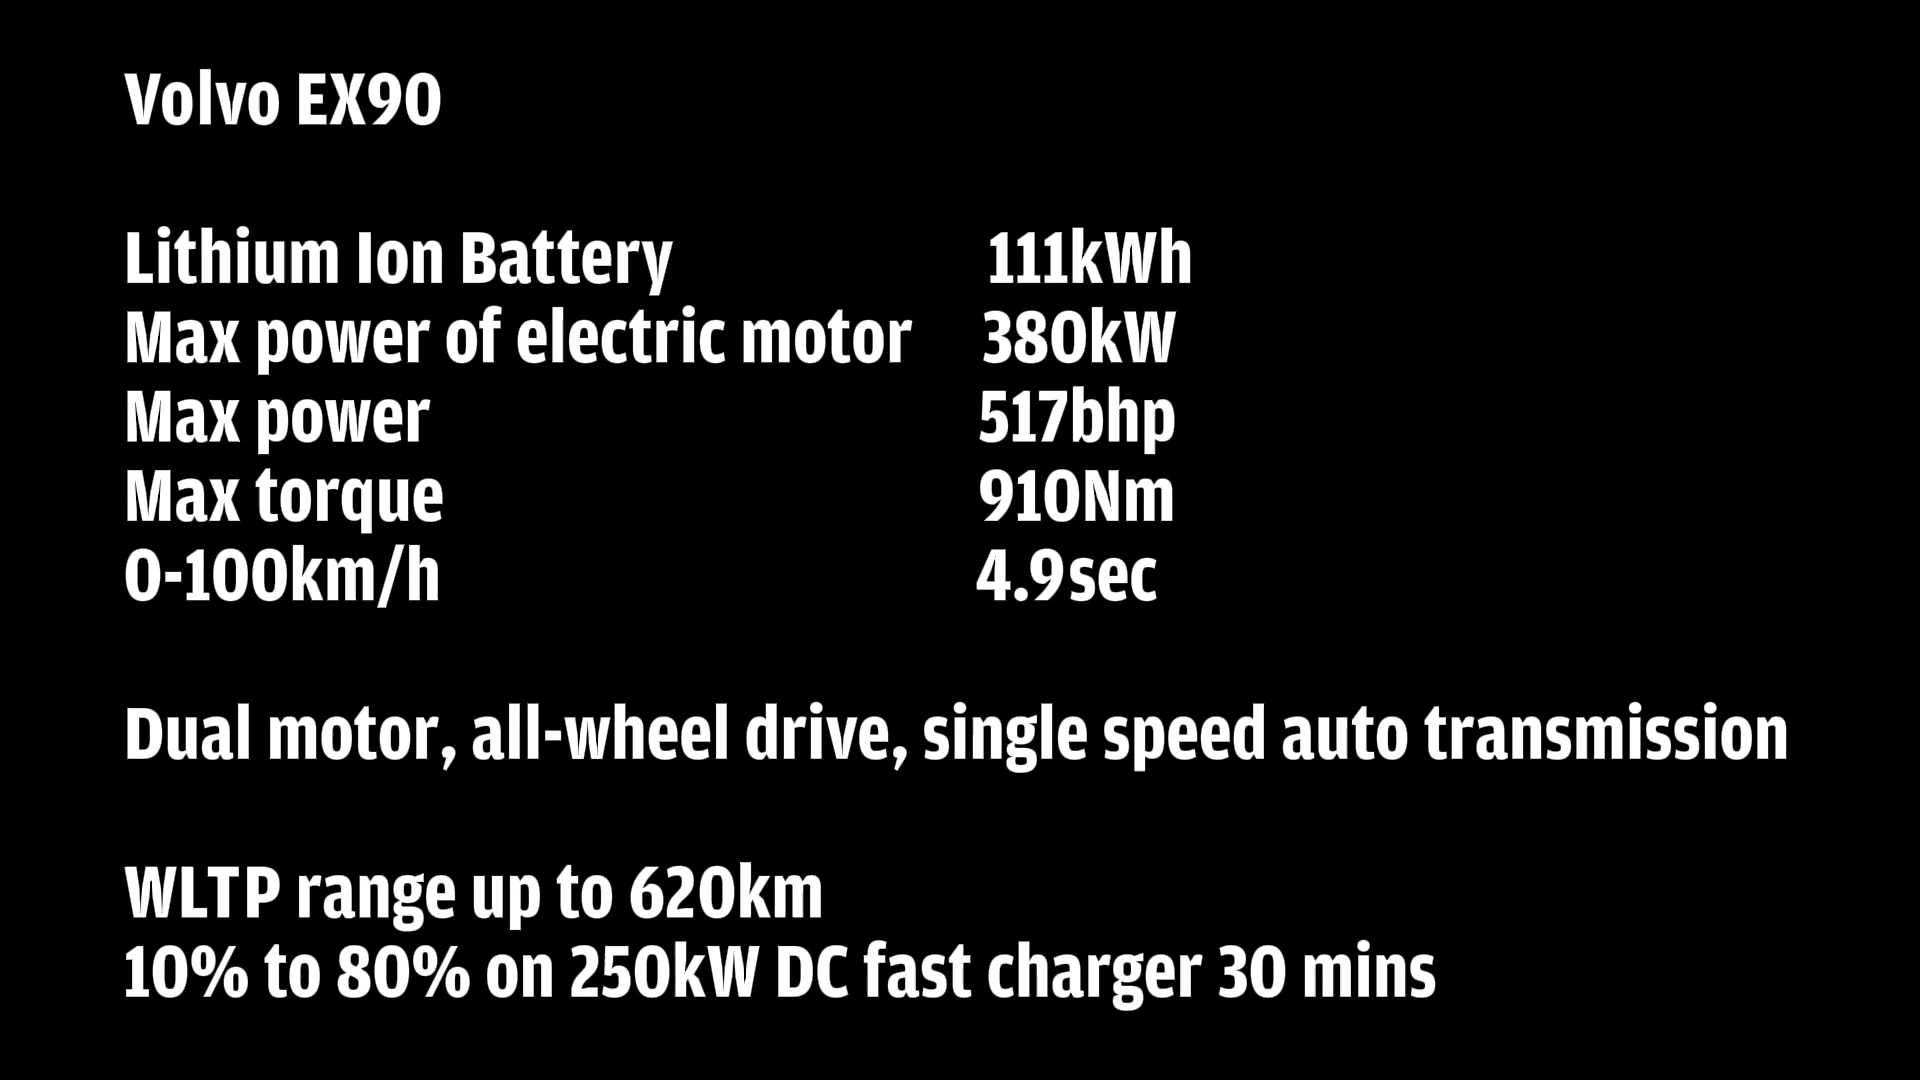 Volvo EX90
Lithium Ion Battery 111kWh
Max power of electric motor 380kW
Max power 517bhp
Max torque 910Nm
0-100km/h 4.9sec
Dual motor, all-wheel drive, single speed auto transmission
WLTP range up to 620km
10% to 80% on 250kW DC fast charger 30 mins